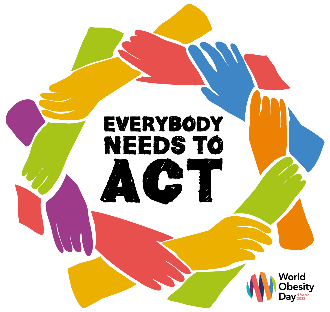 EVERYBODY
NEEDS TO
ACT
World
Obesity
Day